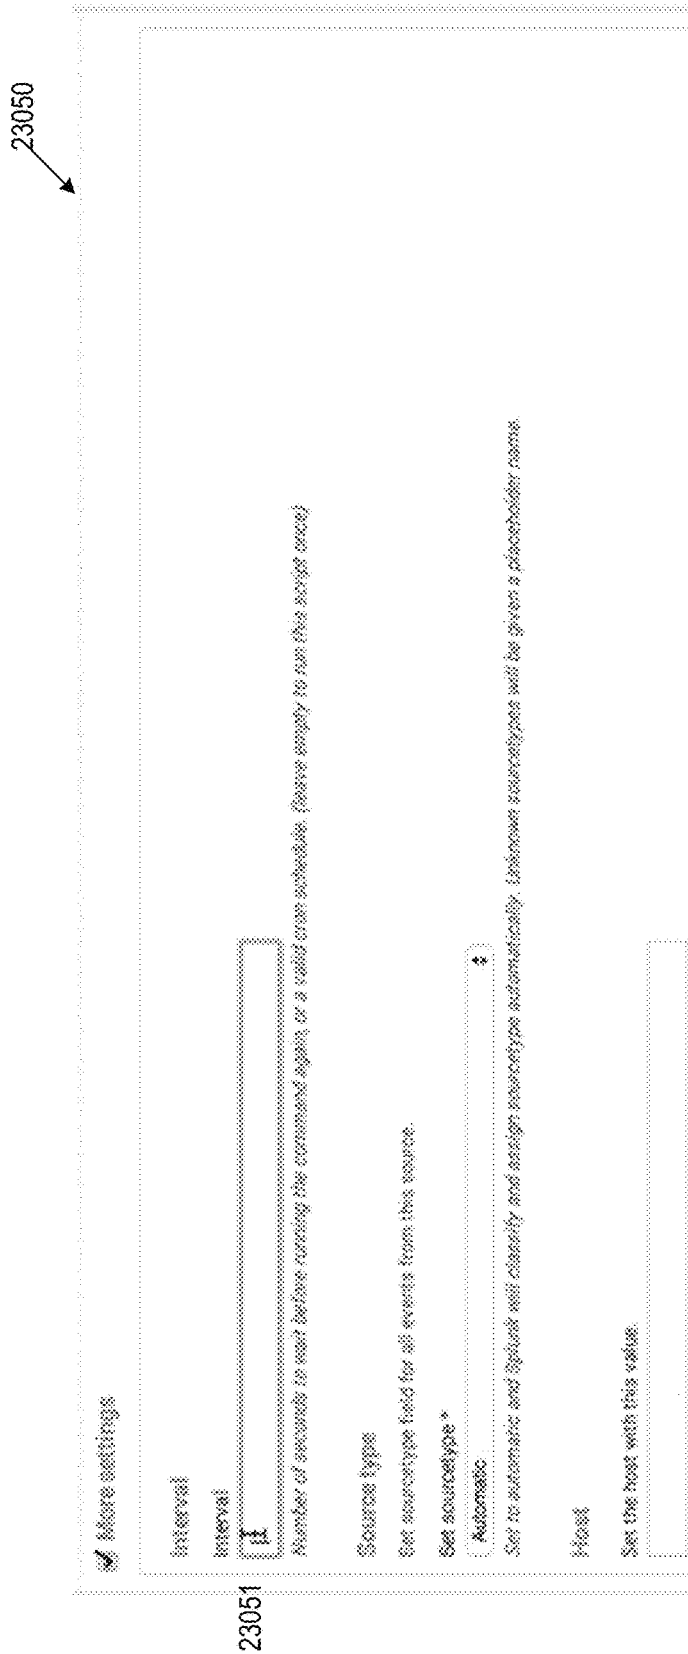 23050
More settings
Interval
Interval
23051
Number of seconds to wait before running the command again, or a valid cron schedule. (leave empty to run this script once)
Source type
Set sourcetype field for all events from this source.
Set sourcetype *
Automatic
Set to automatic and Splunk will classify and assign sourcetype automatically. Unknown sourcetypes will be given a placeholder name.
Host
Set the host with this value.